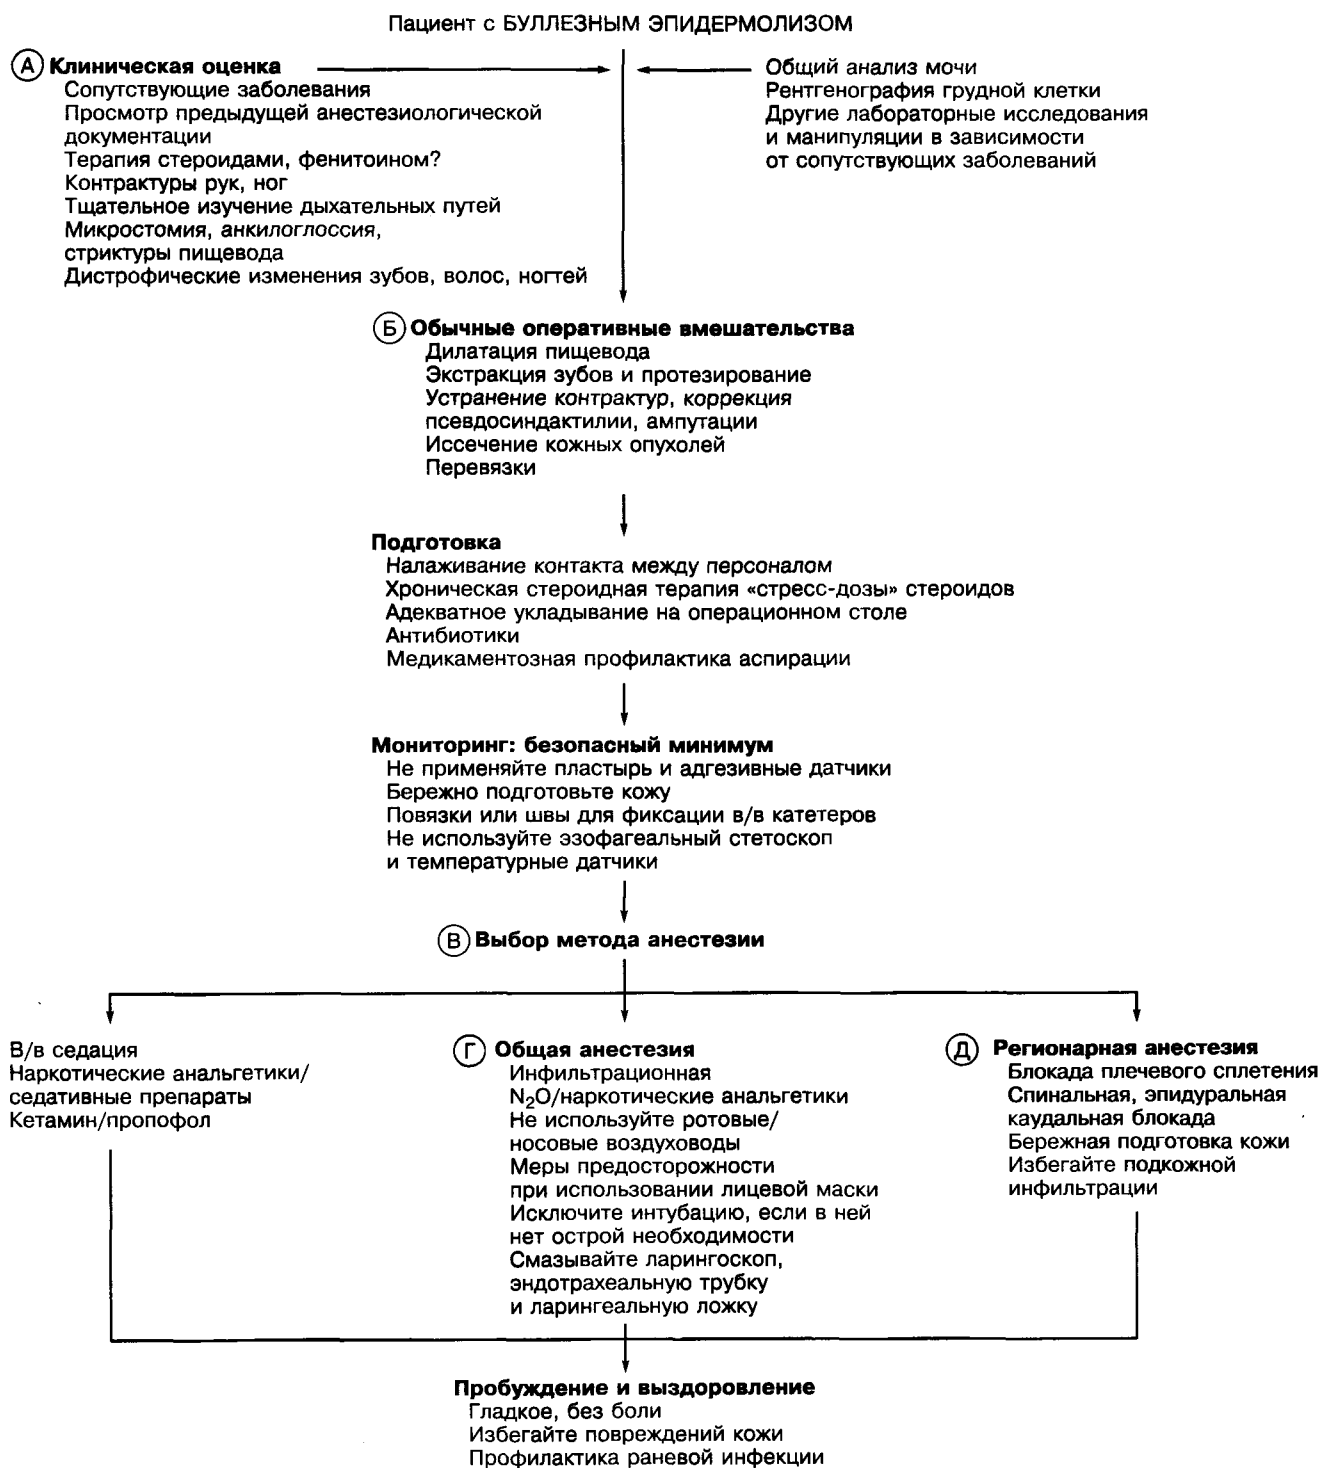 Пациент с БУЛЛЕЗНЫМ ЭПИДЕРМОЛИЗОМ
А Клиническая оценка
Сопутствующие заболевания
Просмотр предыдущей анестезиологической
документации
Терапия стероидами, фенитоином?
Контрактуры рук, ног
Тщательное изучение дыхательных путей
Микростомия, анкилоглоссия,
стриктуры пищевода
Дистрофические изменения зубов, волос, ногтей
Общий анализ мочи
Рентгенография грудной клетки
Другие лабораторные исследования
и манипуляции в зависимости
от сопутствующих заболеваний
Б Обычные оперативные вмешательства
Дилатация пищевода
Экстракция зубов и протезирование
Устранение контрактур, коррекция
псевдосиндактилии, ампутации
Иссечение кожных опухолей
Перевязки
Подготовка
Налаживание контакта между персоналом
Хроническая стероидная терапия «стресс-дозы» стероидов
Адекватное укладывание на операционном столе
Антибиотики
Медикаментозная профилактика аспирации
Мониторинг: безопасный минимум
Не применяйте пластырь и адгезивные датчики
Бережно подготовьте кожу
Повязки или швы для фиксации в/в катетеров
Не используйте эзофагеальный стетоскоп
и температурные датчики
В Выбор метода анестезии
В/в седация
Наркотические анальгетики/
седативные препараты
Кетамин/пропофол
Г Общая анестезия
Инфильтрационная
N₂O/наркотические анальгетики
Не используйте ротовые/
носовые воздуховоды
Меры предосторожности
при использовании лицевой маски
Исключите интубацию, если в ней
нет острой необходимости
Смазывайте ларингоскоп,
эндотрахеальную трубку
и ларингеальную ложку
Д Регионарная анестезия
Блокада плечевого сплетения
Спинальная, эпидуральная
каудальная блокада
Бережная подготовка кожи
Избегайте подкожной
инфильтрации
Пробуждение и выздоровление
Гладкое, без боли
Избегайте повреждений кожи
Профилактика раневой инфекции